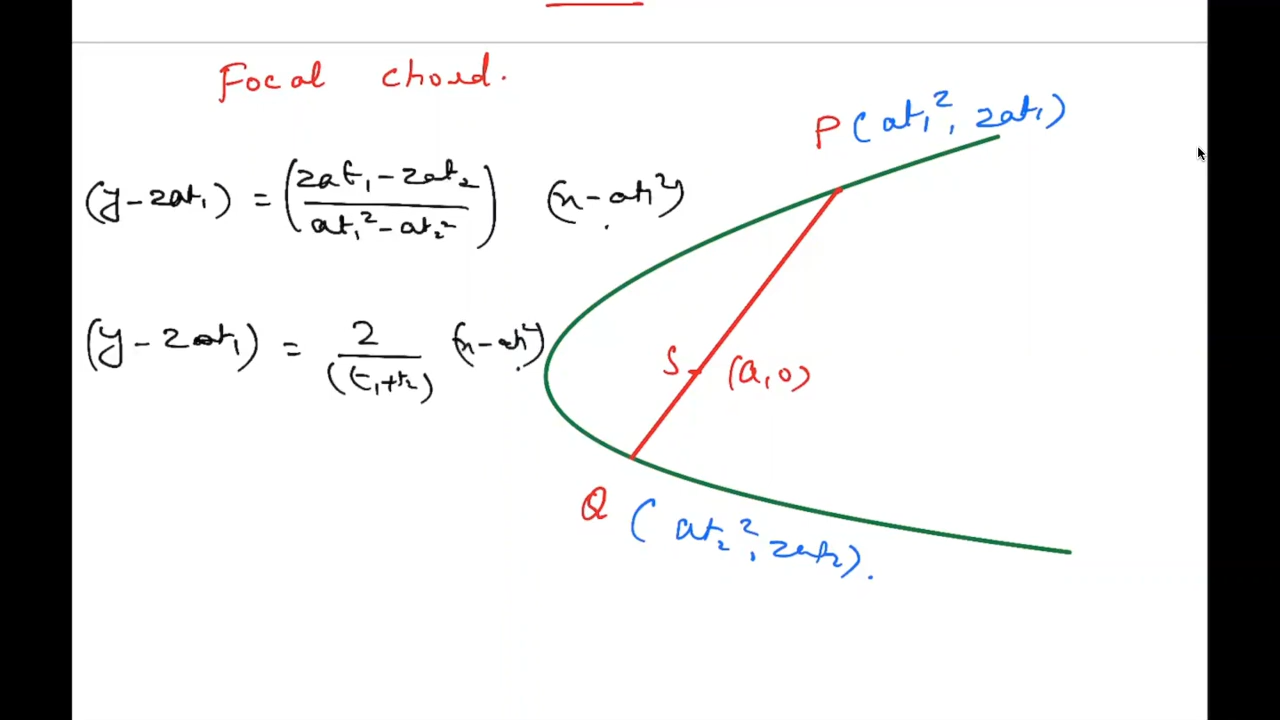 Focal chord.
P (at₁², 2at₁)
(y - 2at₁) = ((2at₁ - 2at₂)/(at₁² - at₂²)) (x - at₁²)
(y - 2at₁) = 2/(t₁+t₂) (x - at₁²)
S (a,0)
Q (at₂², 2at₂).